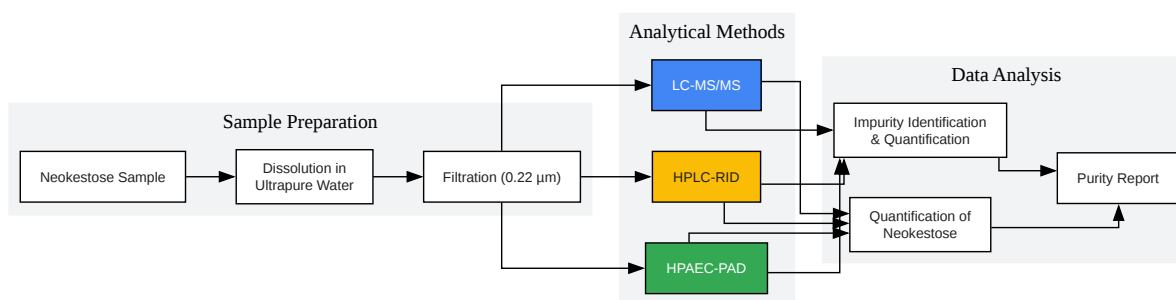 Analytical Methods
LC-MS/MS
Data Analysis
Sample Preparation
Impurity Identification
& Quantification
Neokestose Sample
Dissolution in
Ultrapure Water
Filtration (0.22 µm)
HPLC-RID
Purity Report
Quantification of
Neokestose
HPAEC-PAD